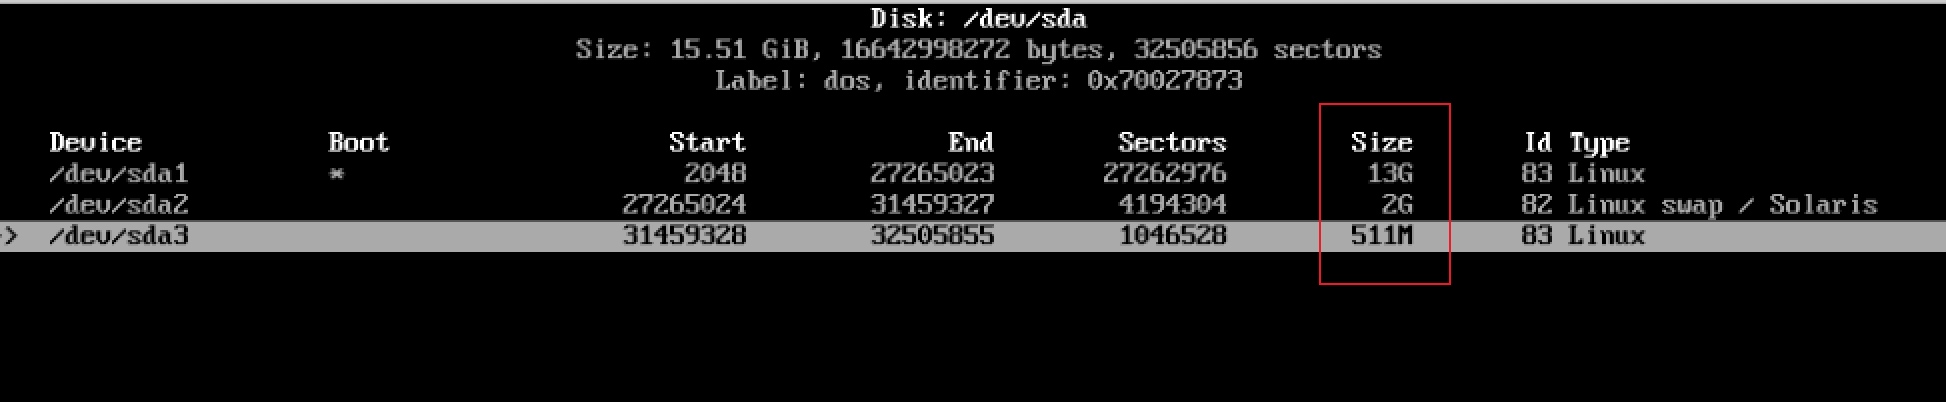 Disk: /dev/sda
Size: 15.51 GiB, 16642998272 bytes, 32505856 sectors
Label: dos, identifier: 0x70027873
Device Boot Start End Sectors Size Id Type
/dev/sda1 * 2048 27265023 27262976 13G 83 Linux
/dev/sda2 27265024 31459327 4194304 2G 82 Linux swap / Solaris
> /dev/sda3 31459328 32505855 1046528 511M 83 Linux